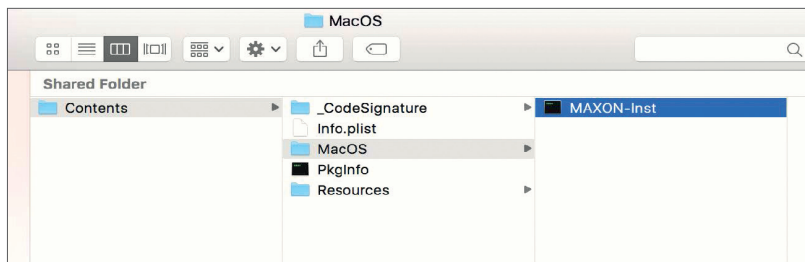 MacOS
Shared Folder
Contents
_CodeSignature
Info.plist
MacOS
PkgInfo
Resources
MAXON-Inst